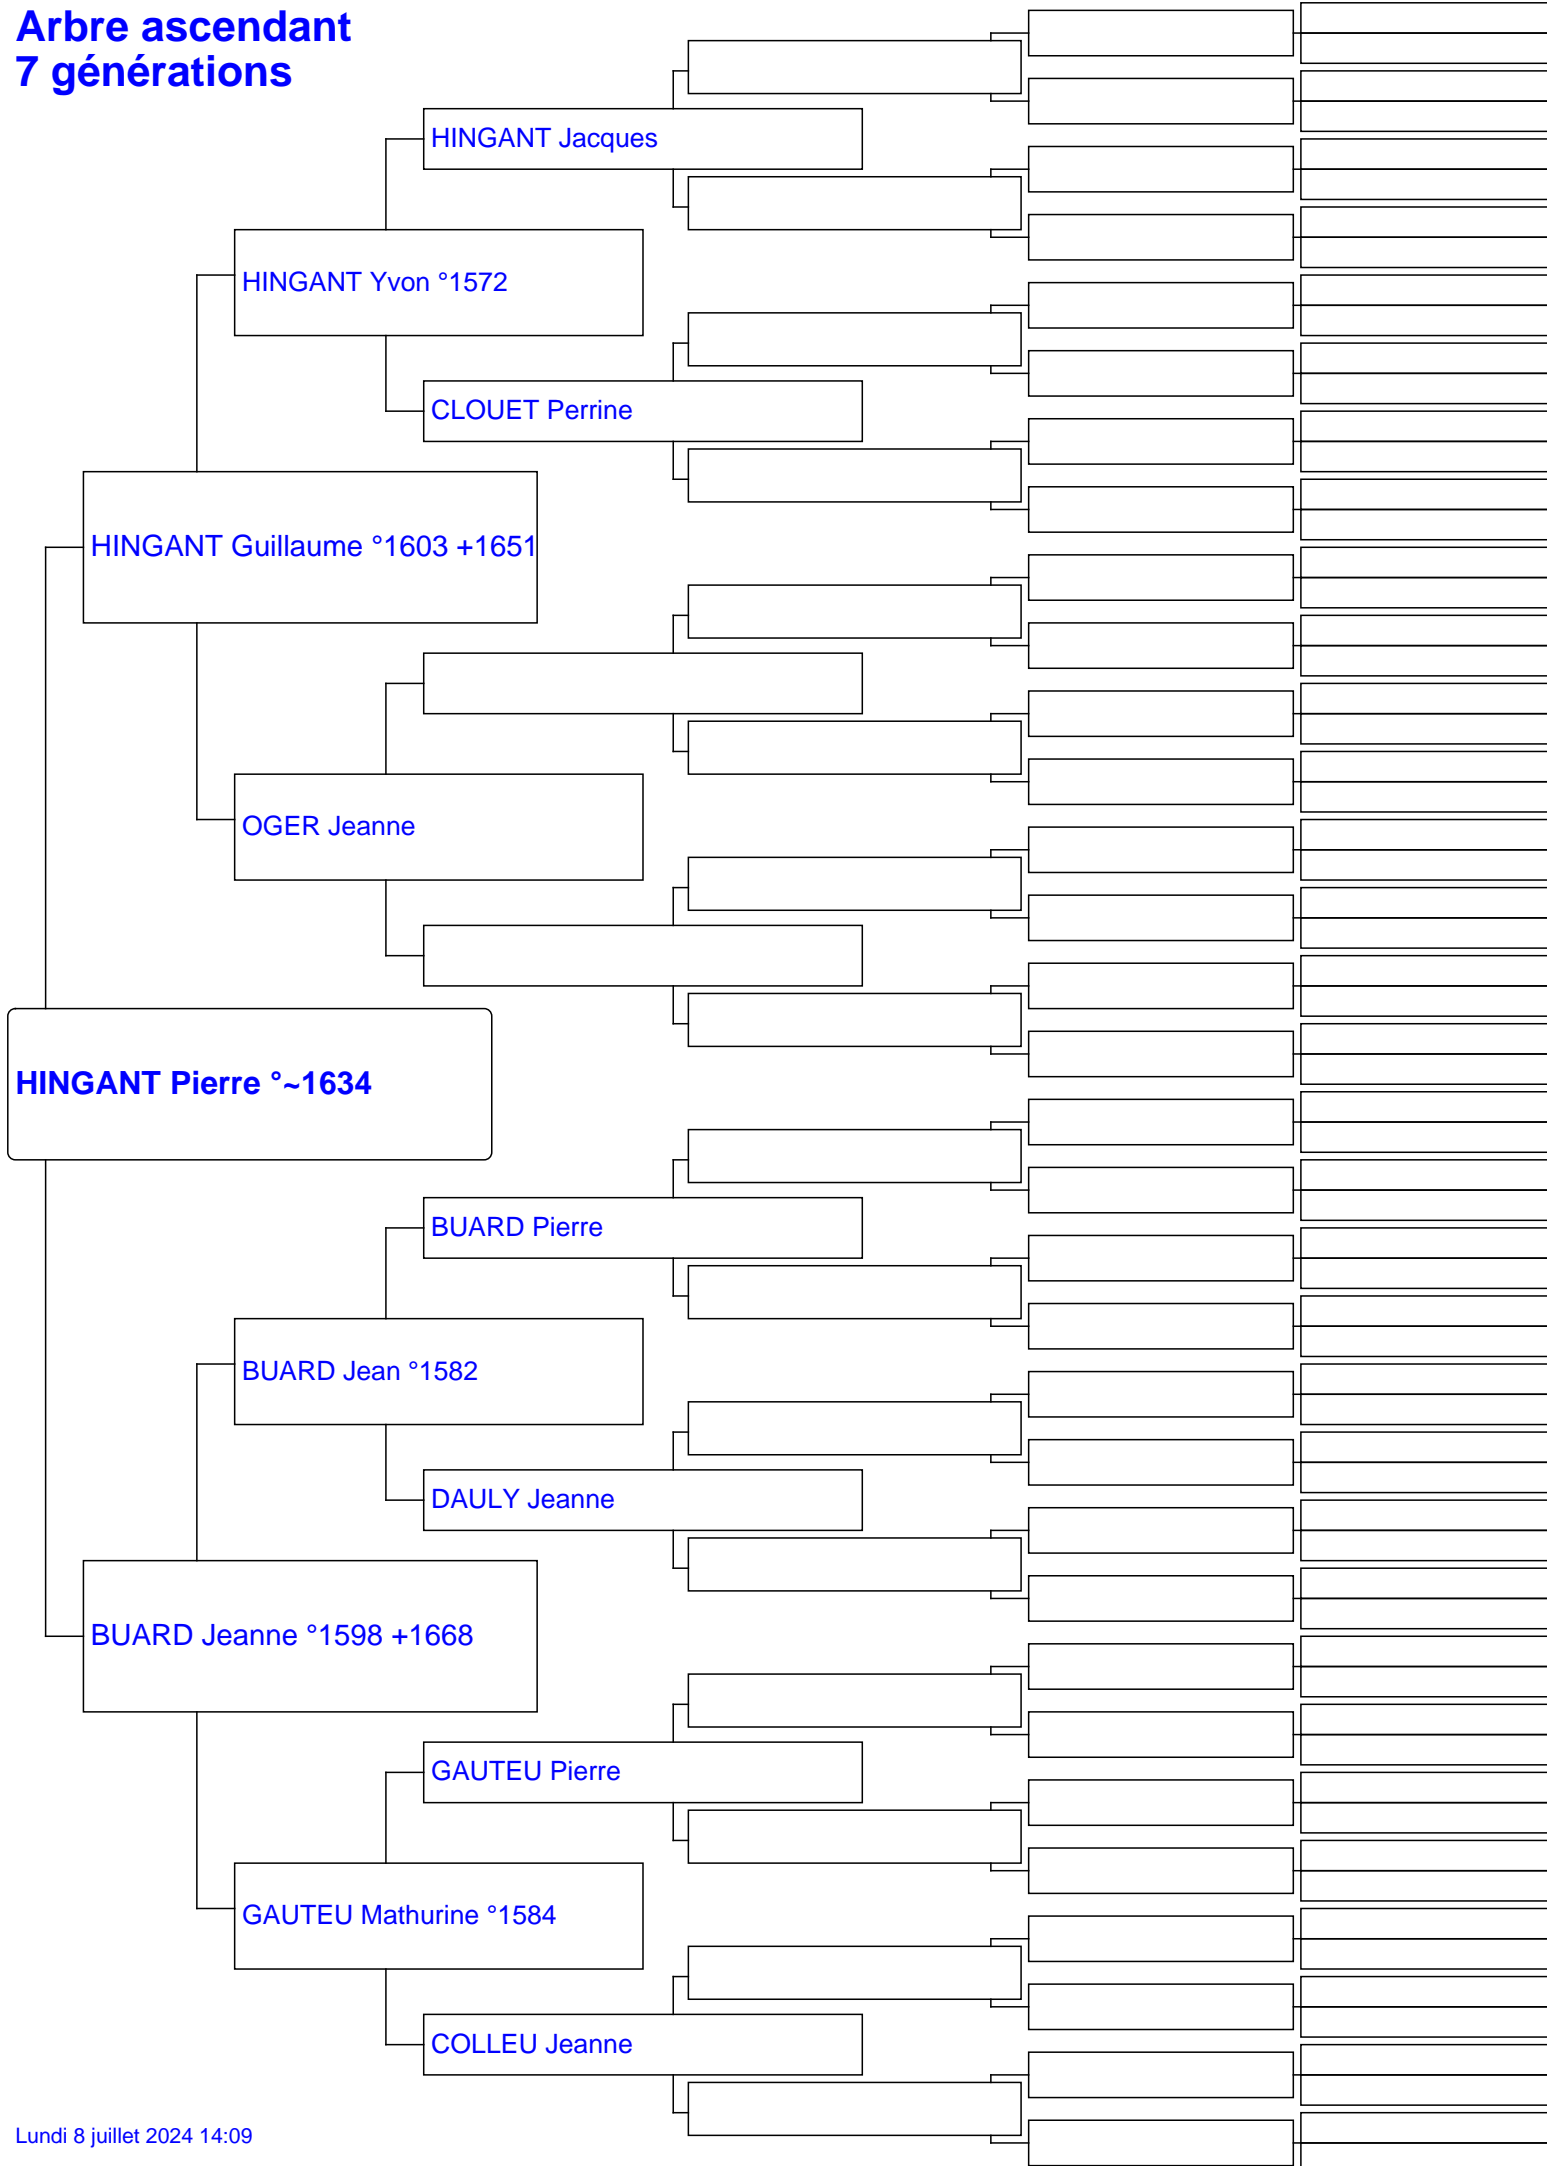 Arbre ascendant
7 générations
HINGANT Jacques
HINGANT Yvon °1572
CLOUET Perrine
HINGANT Guillaume °1603 +1651
OGER Jeanne
HINGANT Pierre °~1634
BUARD Pierre
BUARD Jean °1582
DAULY Jeanne
BUARD Jeanne °1598 +1668
GAUTEU Pierre
GAUTEU Mathurine °1584
COLLEU Jeanne
Lundi 8 juillet 2024 14:09